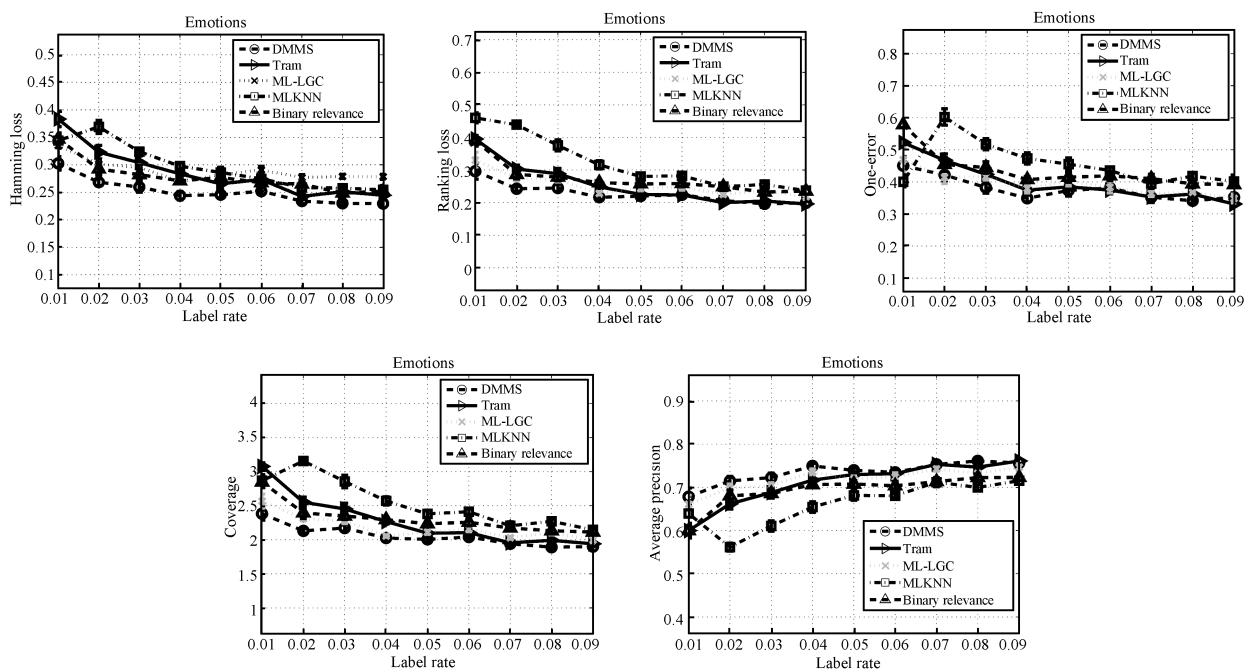 Emotions
Hamming loss
0.5
0.45
0.4
0.35
0.3
0.25
0.2
0.15
0.1
DMMS
Tram
ML-LGC
MLKNN
Binary relevance
0.01 0.02 0.03 0.04 0.05 0.06 0.07 0.08 0.09
Label rate
Emotions
Ranking loss
0.7
0.6
0.5
0.4
0.3
0.2
0.1
0
DMMS
Tram
ML-LGC
MLKNN
Binary relevance
0.01 0.02 0.03 0.04 0.05 0.06 0.07 0.08 0.09
Label rate
Emotions
One-error
0.8
0.7
0.6
0.5
0.4
0.3
0.2
0.1
DMMS
Tram
ML-LGC
MLKNN
Binary relevance
0.01 0.02 0.03 0.04 0.05 0.06 0.07 0.08 0.09
Label rate
Emotions
Coverage
4
3.5
3
2.5
2
1.5
1
DMMS
Tram
ML-LGC
MLKNN
Binary relevance
0.01 0.02 0.03 0.04 0.05 0.06 0.07 0.08 0.09
Label rate
Emotions
Average precision
0.9
0.8
0.7
0.6
0.5
0.4
DMMS
Tram
ML-LGC
MLKNN
Binary relevance
0.01 0.02 0.03 0.04 0.05 0.06 0.07 0.08 0.09
Label rate